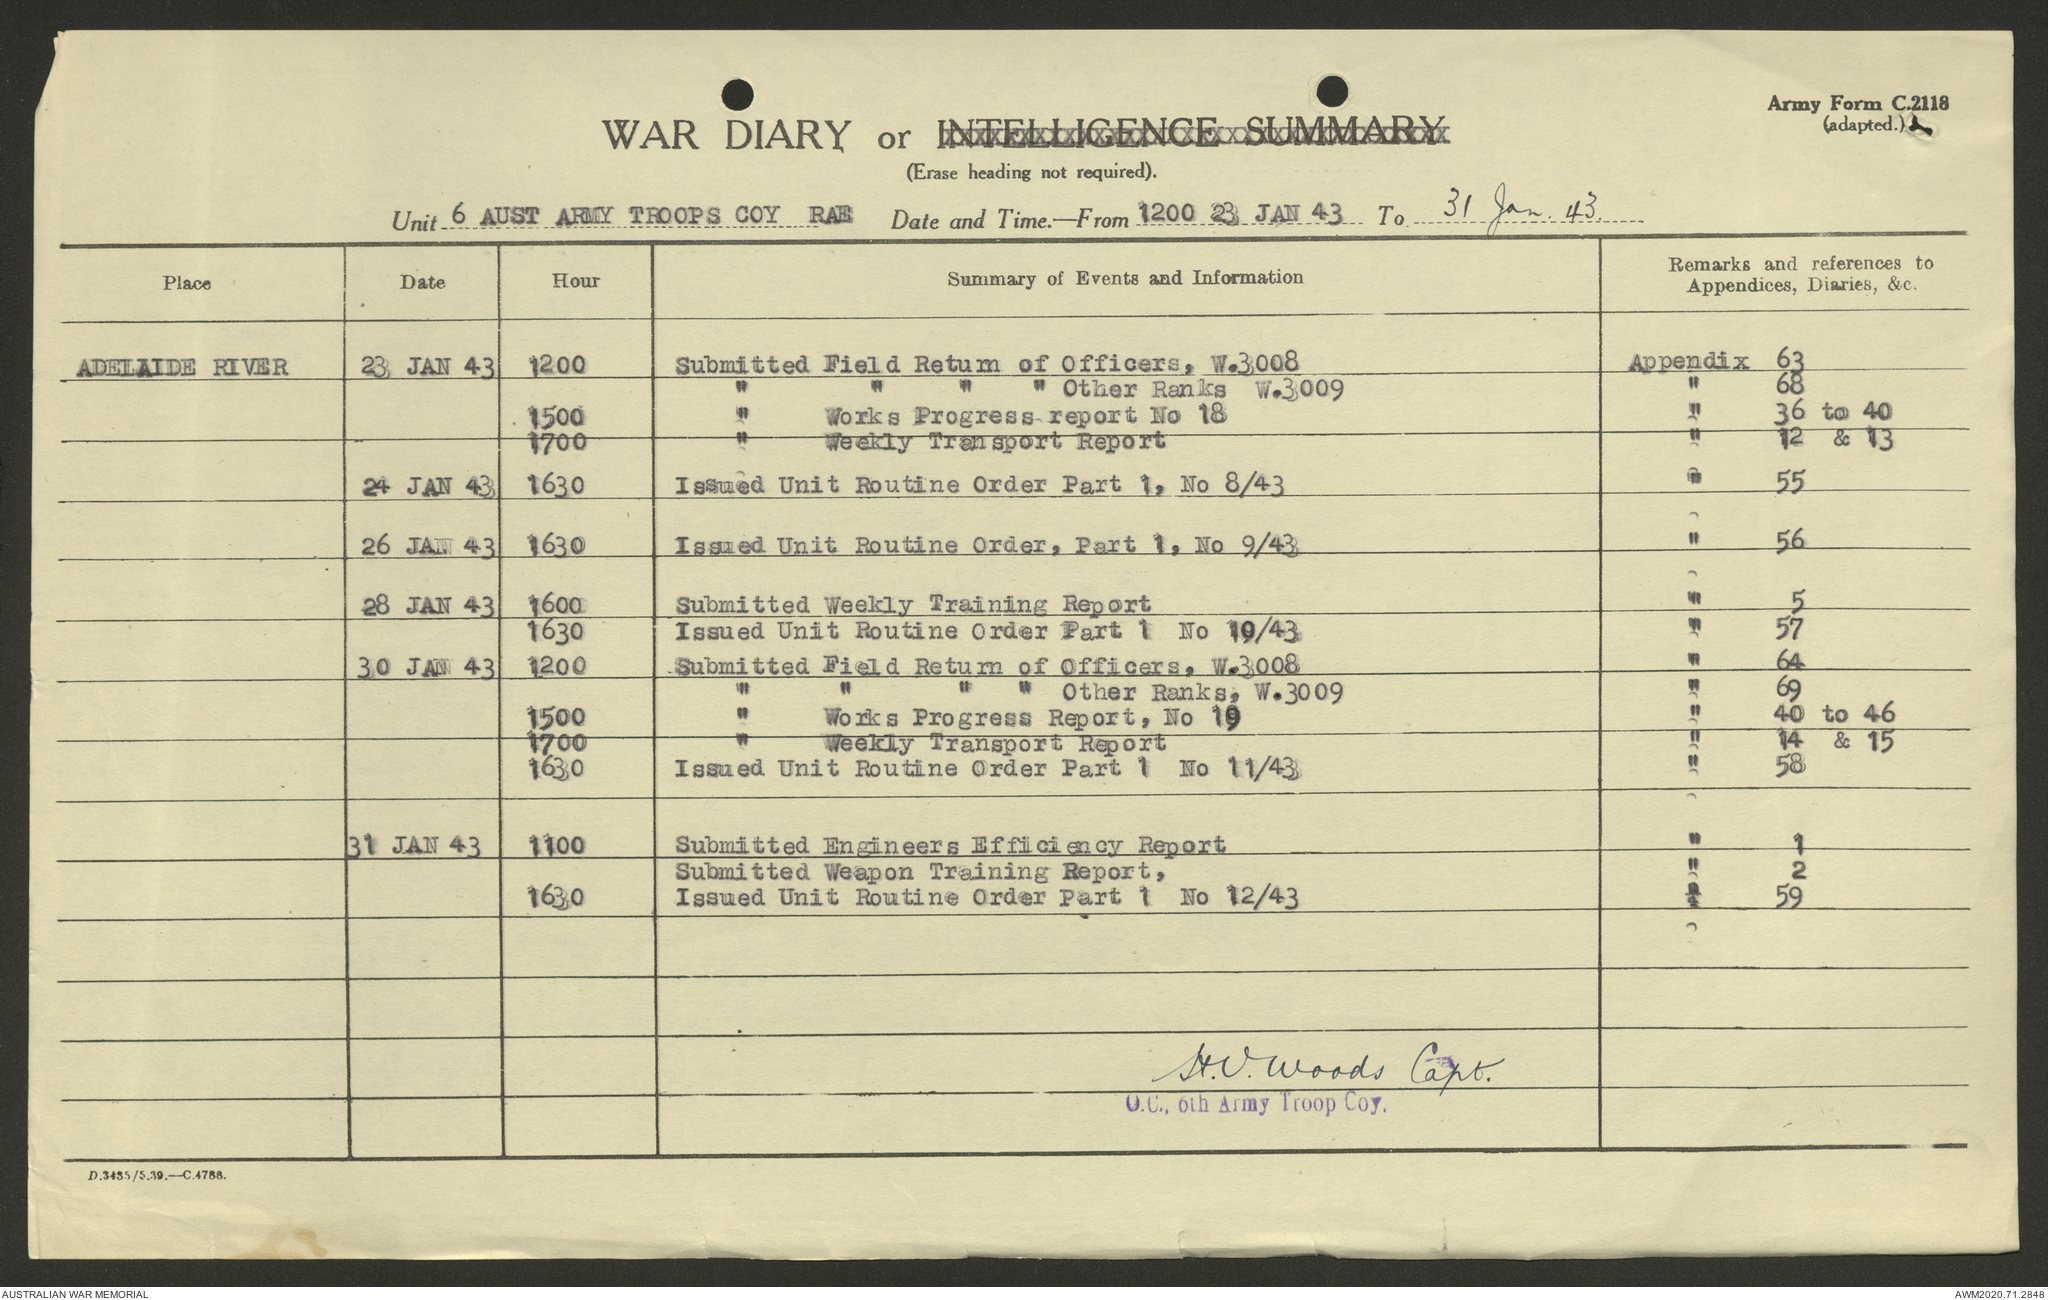 Army Form C.2118
(adapted.)
WAR DIARY or INTELLIGENCE SUMMARY
(Erase heading not required).
Unit 6 AUST ARMY TROOPS COY RAE Date and Time.—From 1200 23 JAN 43 To 31 Jan. 43.
Place Date Hour Summary of Events and Information Remarks and references to Appendices, Diaries, &c.
ADELAIDE RIVER 23 JAN 43 1200 Submitted Field Return of Officers, W.3008 Appendix 63
" " " " Other Ranks W.3009 " 68
1500 " Works Progress report No 18 " 36 to 40
1700 " Weekly Transport Report " 12 & 13
24 JAN 43 1630 Issued Unit Routine Order Part 1, No 8/43 " 55
26 JAN 43 1630 Issued Unit Routine Order, Part 1, No 9/43 " 56
28 JAN 43 1600 Submitted Weekly Training Report " 5
1630 Issued Unit Routine Order Part 1 No 10/43 " 57
30 JAN 43 1200 Submitted Field Return of Officers, W.3008 " 64
" " " " Other Ranks, W.3009 " 69
1500 " Works Progress Report, No 19 " 40 to 46
1700 " Weekly Transport Report " 14 & 15
1630 Issued Unit Routine Order Part 1 No 11/43 " 58
31 JAN 43 1100 Submitted Engineers Efficiency Report " 1
Submitted Weapon Training Report, " 2
1630 Issued Unit Routine Order Part 1 No 12/43 " 59
H.V. Woods Capt.
O.C., 6th Army Troop Coy.
D.3435/5.39.—C.4788.
AUSTRALIAN WAR MEMORIAL AWM2020.71.2848